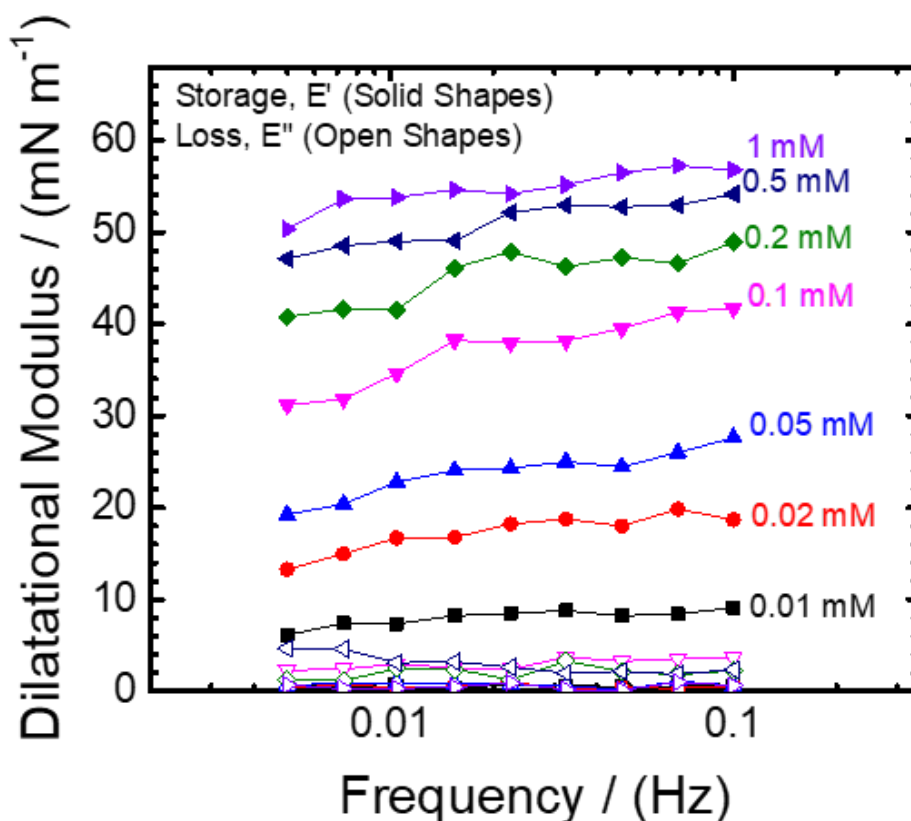 Dilatational Modulus / (mN m⁻¹)
Storage, E' (Solid Shapes)
Loss, E" (Open Shapes)
60
50
40
30
20
10
0
1 mM
0.5 mM
0.2 mM
0.1 mM
0.05 mM
0.02 mM
0.01 mM
0.01
0.1
Frequency / (Hz)